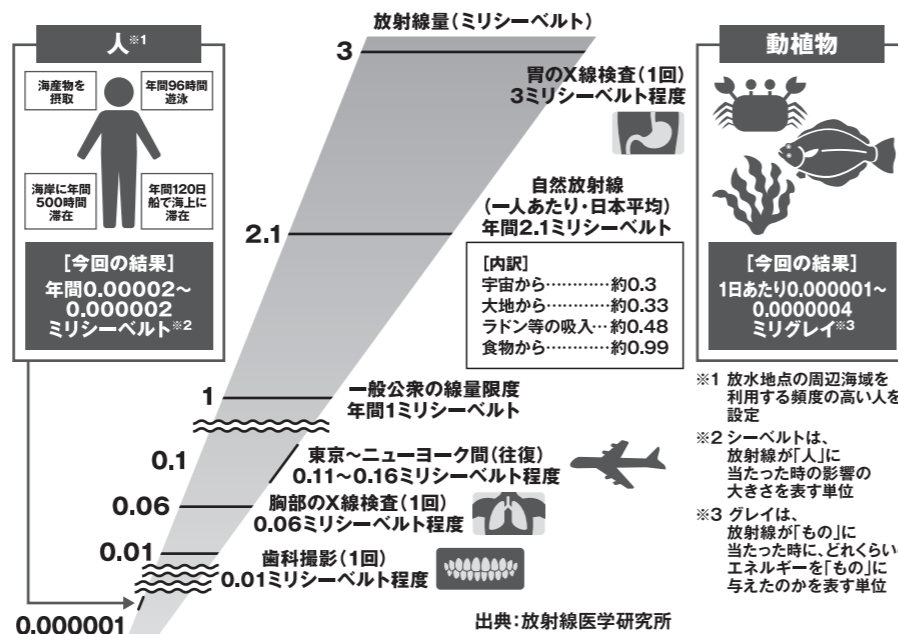 人※1
海産物を
摂取
年間96時間
遊泳
海岸に年間
500時間
滞在
年間120日
船で海上に
滞在
[今回の結果]
年間0.00002～
0.000002
ミリシーベルト※2
放射線量(ミリシーベルト)
3
胃のX線検査(1回)
3ミリシーベルト程度
2.1
自然放射線
(一人あたり・日本平均)
年間2.1ミリシーベルト
[内訳]
宇宙から…………約0.3
大地から…………約0.33
ラドン等の吸入…約0.48
食物から…………約0.99
1
一般公衆の線量限度
年間1ミリシーベルト
0.1
東京～ニューヨーク間(往復)
0.11～0.16ミリシーベルト程度
0.06
胸部のX線検査(1回)
0.06ミリシーベルト程度
0.01
歯科撮影(1回)
0.01ミリシーベルト程度
0.000001
出典:放射線医学研究所
動植物
[今回の結果]
1日あたり0.000001～
0.0000004
ミリグレイ※3
※1 放水地点の周辺海域を
利用する頻度の高い人を
設定
※2 シーベルトは、
放射線が「人」に
当たった時の影響の
大きさを表す単位
※3 グレイは、
放射線が「もの」に
当たった時に、どれくらい
エネルギーを「もの」に
与えたのかを表す単位